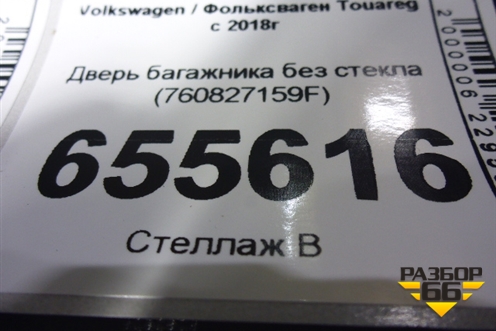 Volkswagen / Фольксваген Touareg
с 2018г
Дверь багажника без стекла
(760827159F)
655616
Стеллаж В
РАЗБОР
66